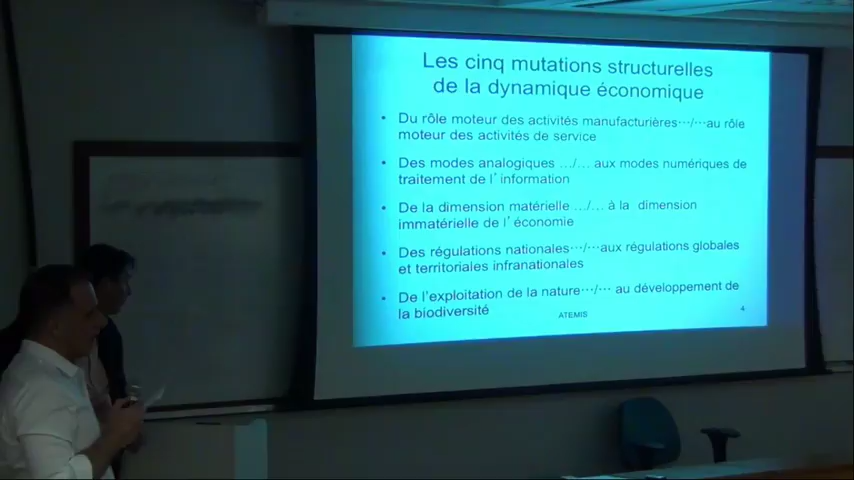 Les cinq mutations structurelles
de la dynamique économique
• Du rôle moteur des activités manufacturières…/…au rôle
moteur des activités de service
• Des modes analogiques …/… aux modes numériques de
traitement de l’information
• De la dimension matérielle …/… à la dimension
immatérielle de l’économie
• Des régulations nationales…/…aux régulations globales
et territoriales infranationales
• De l’exploitation de la nature…/… au développement de
la biodiversité
ATEMIS
4